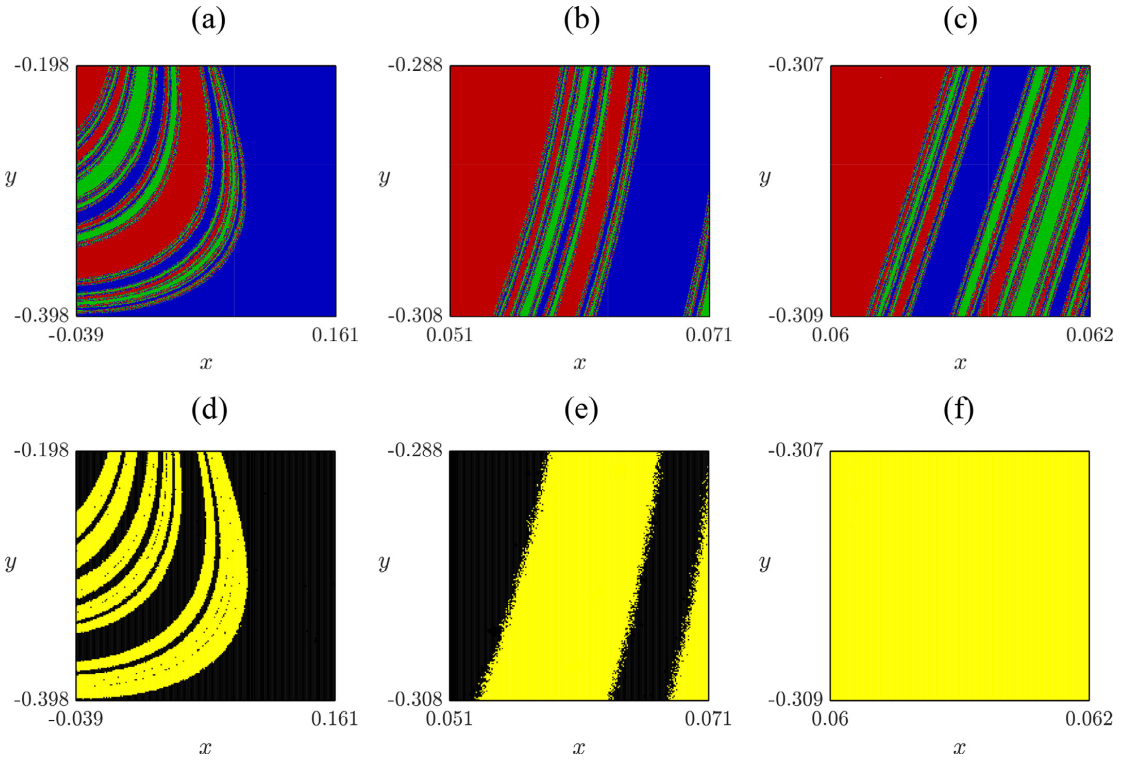 (a) (b) (c)
-0.198 -0.288 -0.307
y y y
-0.398 -0.308 -0.309
-0.039 0.161 0.051 0.071 0.06 0.062
x x x
(d) (e) (f)
-0.198 -0.288 -0.307
y y y
-0.398 -0.308 -0.309
-0.039 0.161 0.051 0.071 0.06 0.062
x x x